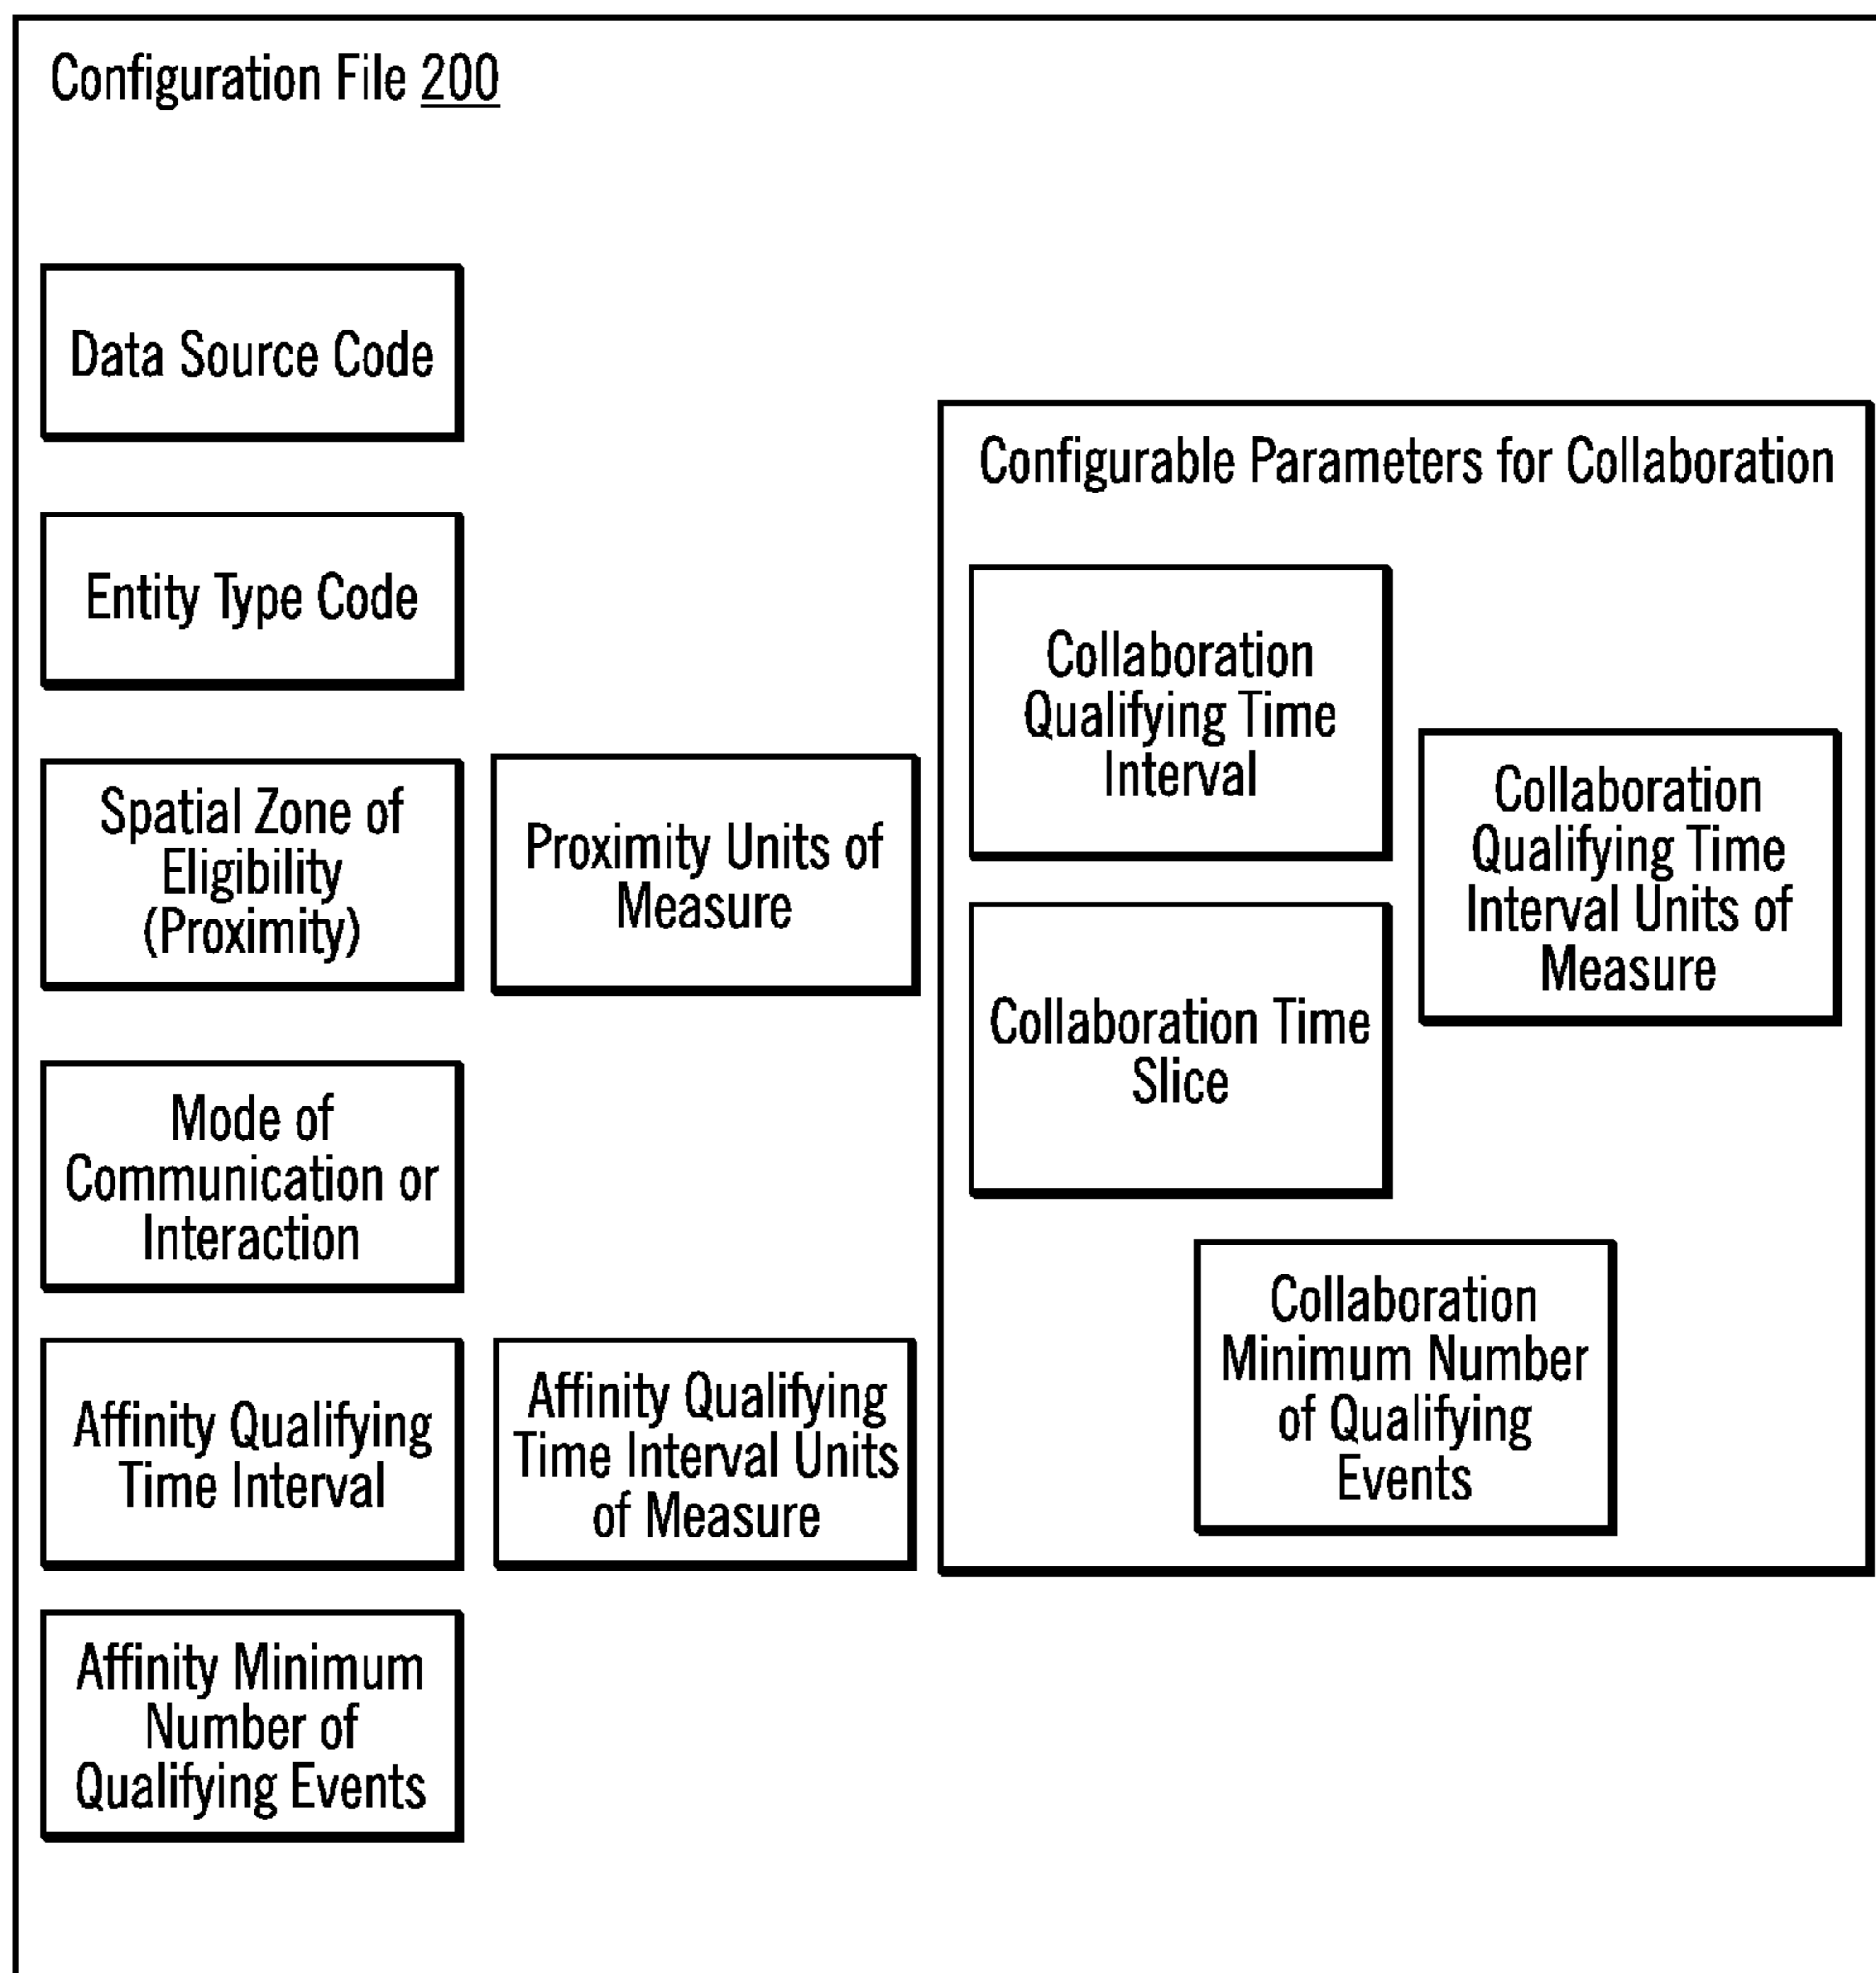 Configuration File 200
Data Source Code
Entity Type Code
Spatial Zone of
Eligibility
(Proximity)
Proximity Units of
Measure
Mode of
Communication or
Interaction
Affinity Qualifying
Time Interval
Affinity Qualifying
Time Interval Units
of Measure
Affinity Minimum
Number of
Qualifying Events
Configurable Parameters for Collaboration
Collaboration
Qualifying Time
Interval
Collaboration
Qualifying Time
Interval Units of
Measure
Collaboration Time
Slice
Collaboration
Minimum Number
of Qualifying
Events